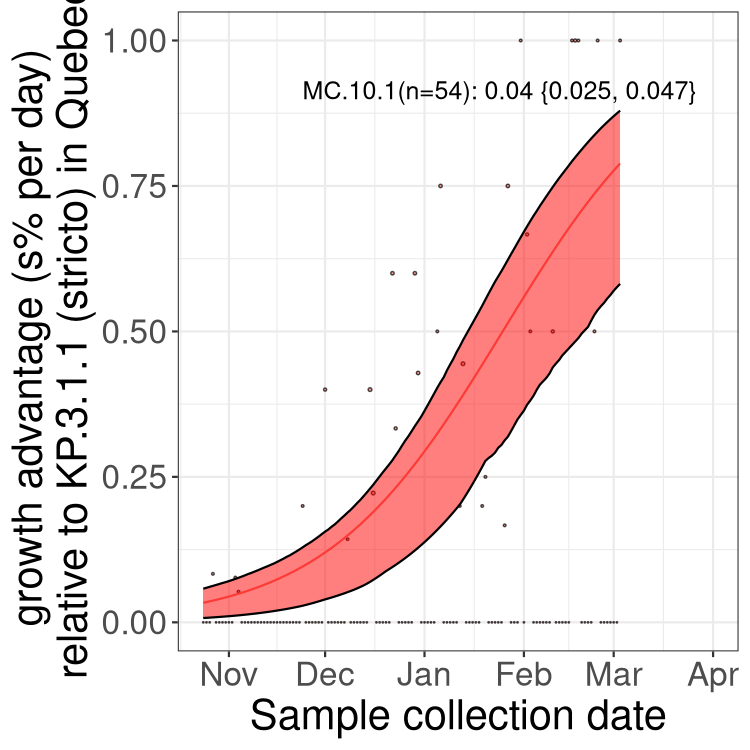 growth advantage (s% per day)
relative to KP.3.1.1 (stricto) in Quebec
1.00
0.75
0.50
0.25
0.00
MC.10.1(n=54): 0.04 {0.025, 0.047}
Nov Dec Jan Feb Mar Apr
Sample collection date